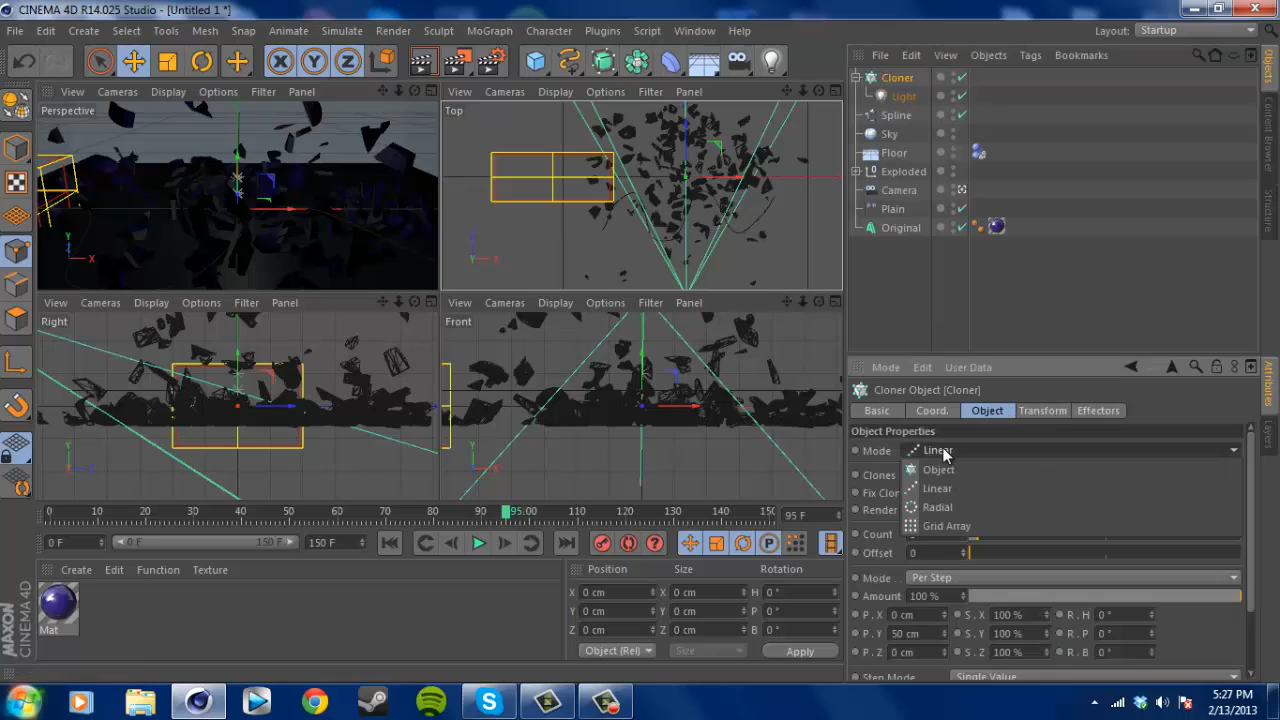 CINEMA 4D R14.025 Studio - [Untitled 1 *]
File Edit Create Select Tools Mesh Snap Animate Simulate Render Sculpt MoGraph Character Plugins Script Window Help
Layout: Startup
View Cameras Display Options Filter Panel
Perspective
Y
X
View Cameras Display Options Filter Panel
Top
X
View Cameras Display Options Filter Panel
Right
Y
View Cameras Display Options Filter Panel
Front
Y
X
File Edit View Objects Tags Bookmarks
Cloner
Light
Spline
Sky
Floor
Exploded
Camera
Plain
Original
Objects
Content Browser
Structure
Mode Edit User Data
Cloner Object [Cloner]
Basic Coord. Object Transform Effectors
Object Properties
Mode Linear
Object
Linear
Radial
Grid Array
Clones
Fix Clon
Render
Count
Offset 0
Mode Per Step
Amount 100 %
P . X 0 cm S . X 100 % R . H 0 °
P . Y 50 cm S . Y 100 % R . P 0 °
P . Z 0 cm S . Z 100 % R . B 0 °
Step Mode Single Value
Attributes
Layers
0 10 20 30 40 50 60 70 80 95:00 110 120 130 140 150
95 F
0 F 0 F 150 F 150 F
Create Edit Function Texture
Mat
Position Size Rotation
X 0 cm X 0 cm H 0 °
Y 0 cm Y 0 cm P 0 °
Z 0 cm Z 0 cm B 0 °
Object (Rel) Size Apply
MAXON
CINEMA 4D
5:27 PM
2/13/2013